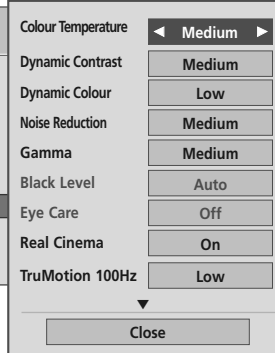 Colour Temperature ◀ Medium ▶
Dynamic Contrast Medium
Dynamic Colour Low
Noise Reduction Medium
Gamma Medium
Black Level Auto
Eye Care Off
Real Cinema On
TruMotion 100Hz Low
▼
Close